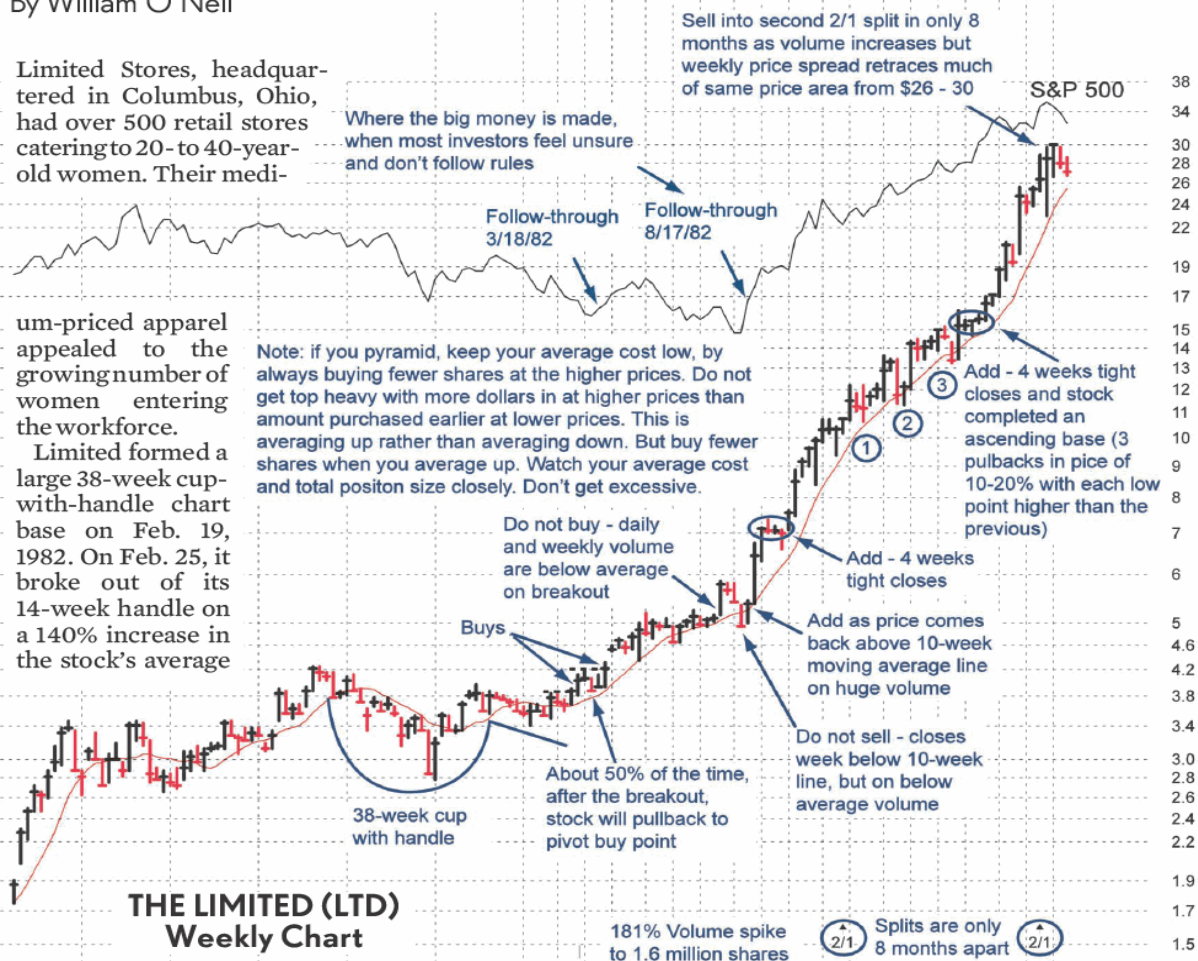 By William O'Neil
Limited Stores, headquar-
tered in Columbus, Ohio,
had over 500 retail stores
catering to 20- to 40-year-
old women. Their medi-
um-priced apparel
appealed to the
growing number of
women entering
the workforce.
Limited formed a
large 38-week cup-
with-handle chart
base on Feb. 19,
1982. On Feb. 25, it
broke out of its
14-week handle on
a 140% increase in
the stock's average
Where the big money is made,
when most investors feel unsure
and don't follow rules
Sell into second 2/1 split in only 8
months as volume increases but
weekly price spread retraces much
of same price area from $26 - 30
S&P 500
Follow-through
3/18/82
Follow-through
8/17/82
Note: if you pyramid, keep your average cost low, by
always buying fewer shares at the higher prices. Do not
get top heavy with more dollars in at higher prices than
amount purchased earlier at lower prices. This is
averaging up rather than averaging down. But buy fewer
shares when you average up. Watch your average cost
and total positon size closely. Don't get excessive.
1
2
3
Add - 4 weeks tight
closes and stock
completed an
ascending base (3
pulbacks in pice of
10-20% with each low
point higher than the
previous)
Do not buy - daily
and weekly volume
are below average
on breakout
Add - 4 weeks
tight closes
Buys
Add as price comes
back above 10-week
moving average line
on huge volume
Do not sell - closes
week below 10-week
line, but on below
average volume
About 50% of the time,
after the breakout,
stock will pullback to
pivot buy point
38-week cup
with handle
THE LIMITED (LTD)
Weekly Chart
181% Volume spike
to 1.6 million shares
2/1
Splits are only
8 months apart
2/1
38
34
30
28
26
24
22
19
17
15
14
13
12
11
10
9
8
7
6
5
4.6
4.2
3.8
3.4
3.0
2.8
2.6
2.4
2.2
1.9
1.7
1.5